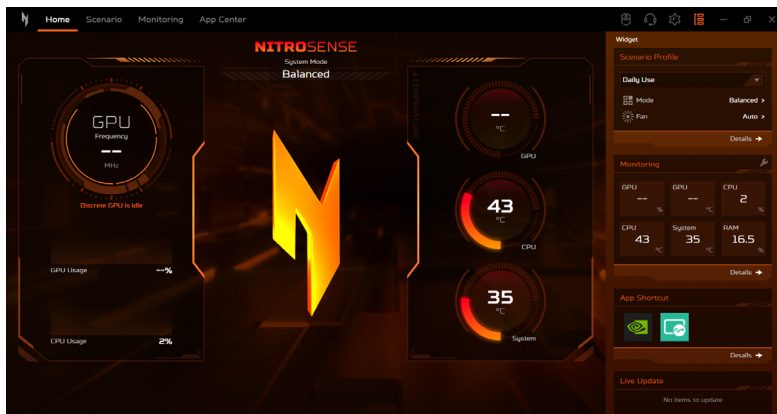 Home Scenario Monitoring App Center
NITROSENSE
System Mode
Balanced
GPU
Frequency
--
MHz
Discrete GPU is idle
GPU Usage --%
CPU Usage 2%
TEMPERATURE
--
°C
GPU
43
°C
CPU
35
°C
System
Widget
Scenario Profile
Daily Use
Mode Balanced >
Fan Auto >
Details →
Monitoring
GPU GPU CPU
-- -- 2
% °C %
CPU System RAM
43 35 16.5
°C °C %
Details →
App Shortcut
Details →
Live Update
No items to update